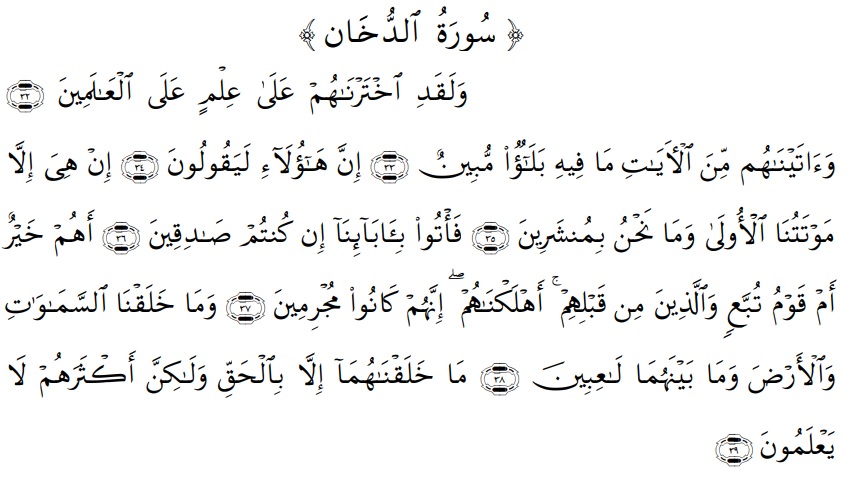 ﴿ سُورَةُ ٱلدُّخَان ﴾
وَلَقَدِ ٱخْتَرْنَـٰهُمْ عَلَىٰ عِلْمٍ عَلَى ٱلْعَـٰلَمِينَ ٣٢
وَءَاتَيْنَـٰهُم مِّنَ ٱلْأَيَـٰتِ مَا فِيهِ بَلَـٰٓؤٌا۟ مُّبِينٌ ٣٣ إِنَّ هَـٰٓؤُلَآءِ لَيَقُولُونَ ٣٤ إِنْ هِىَ إِلَّا
مَوْتَتُنَا ٱلْأُولَىٰ وَمَا نَحْنُ بِمُنشَرِينَ ٣٥ فَأْتُوا۟ بِـَٔابَآئِنَآ إِن كُنتُمْ صَـٰدِقِينَ ٣٦ أَهُمْ خَيْرٌ
أَمْ قَوْمُ تُبَّعٍ وَٱلَّذِينَ مِن قَبْلِهِمْ ۚ أَهْلَكْنَـٰهُمْ ۖ إِنَّهُمْ كَانُوا۟ مُجْرِمِينَ ٣٧ وَمَا خَلَقْنَا ٱلسَّمَـٰوَٰتِ
وَٱلْأَرْضَ وَمَا بَيْنَهُمَا لَـٰعِبِينَ ٣٨ مَا خَلَقْنَـٰهُمَآ إِلَّا بِٱلْحَقِّ وَلَـٰكِنَّ أَكْثَرَهُمْ لَا
يَعْلَمُونَ ٣٩